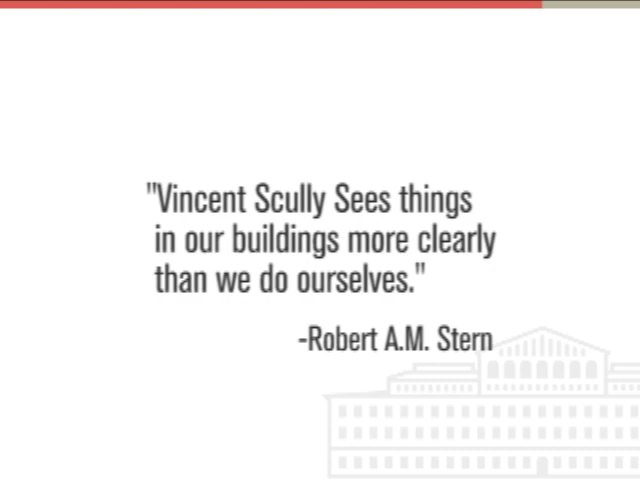 "Vincent Scully Sees things
in our buildings more clearly
than we do ourselves."
-Robert A.M. Stern